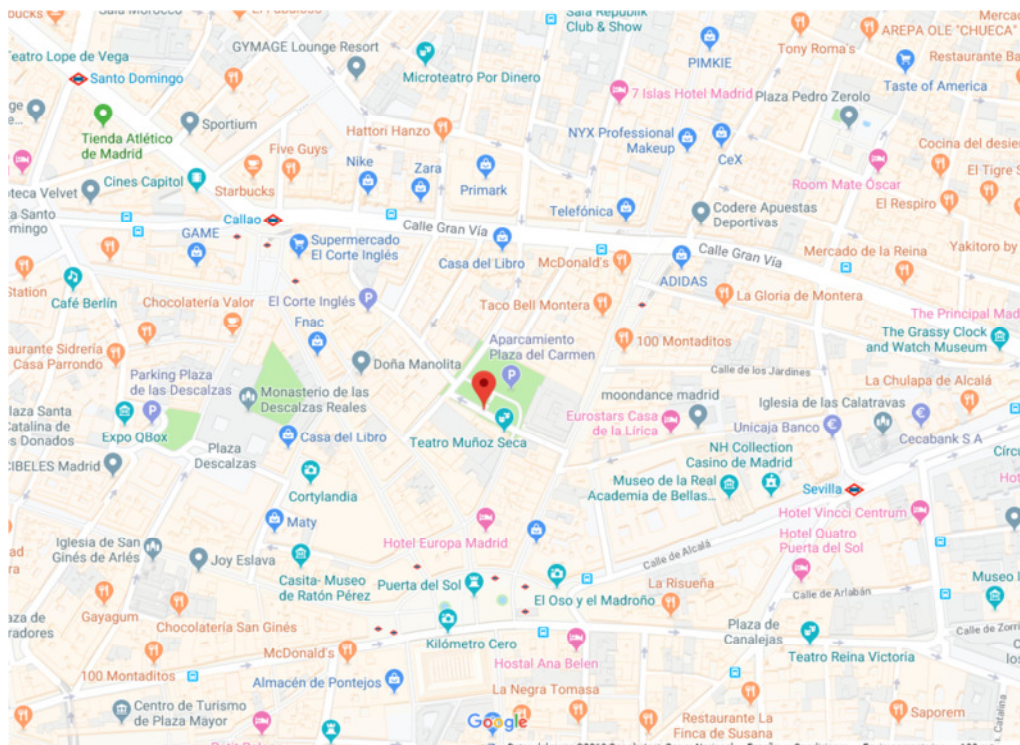 Sala Republik
Club & Show
GYMAGE Lounge Resort
Teatro Lope de Vega
Santo Domingo
Microteatro Por Dinero
PIMKIE
Tony Roma's
AREPA OLE "CHUECA"
Restaurante
Taste of America
7 Islas Hotel Madrid
Plaza Pedro Zerolo
Sportium
Tienda Atlético
de Madrid
Hattori Hanzo
NYX Professional
Makeup
CeX
Cocina del
Five Guys
Nike
Zara
Primark
Cines Capitol
Starbucks
Room Mate Óscar
El Tigre
El Respiro
Velvet
Santo
Callao
Telefónica
Codere Apuestas
Deportivas
Calle Gran Vía
GAME
Supermercado
El Corte Inglés
Casa del Libro
McDonald's
Calle Gran Vía
Mercado de la Reina
Yakitoro by
ADIDAS
Station
Café Berlín
Chocolatería Valor
El Corte Inglés
Taco Bell Montera
La Gloria de Montera
The Principal
Fnac
The Grassy Clock
and Watch Museum
Sidrería
Casa Parrondo
Doña Manolita
Aparcamiento
Plaza del Carmen
100 Montaditos
Calle de los Jardines
Parking Plaza
de las Descalzas
Monasterio de las
Descalzas Reales
moondance madrid
La Chulapa de Alcalá
Plaza Santa
Catalina de
los Donados
Expo QBox
Eurostars Casa
de la Lírica
Iglesia de las Calatravas
Unicaja Banco
Cecabank S A
Teatro Muñoz Seca
Casa del Libro
Plaza
Descalzas
CIBELES Madrid
Cortylandia
NH Collection
Casino de Madrid
Museo de la Real
Academia de Bellas...
Sevilla
Hotel Vincci Centrum
Maty
Hotel Europa Madrid
Hotel Quatro
Puerta del Sol
Iglesia de San
Ginés de Arlés
Joy Eslava
Calle de Alcalá
Casita- Museo
de Ratón Pérez
Puerta del Sol
La Risueña
El Oso y el Madroño
Calle de Arlabán
Museo
Gayagum
Chocolatería San Ginés
Plaza de
Kilómetro Cero
Plaza de
Canalejas
Calle de
Teatro Reina Victoria
McDonald's
Hostal Ana Belen
100 Montaditos
Almacén de Pontejos
La Negra Tomasa
Centro de Turismo
de Plaza Mayor
Restaurante La
Finca de Susana
Saporem
Google